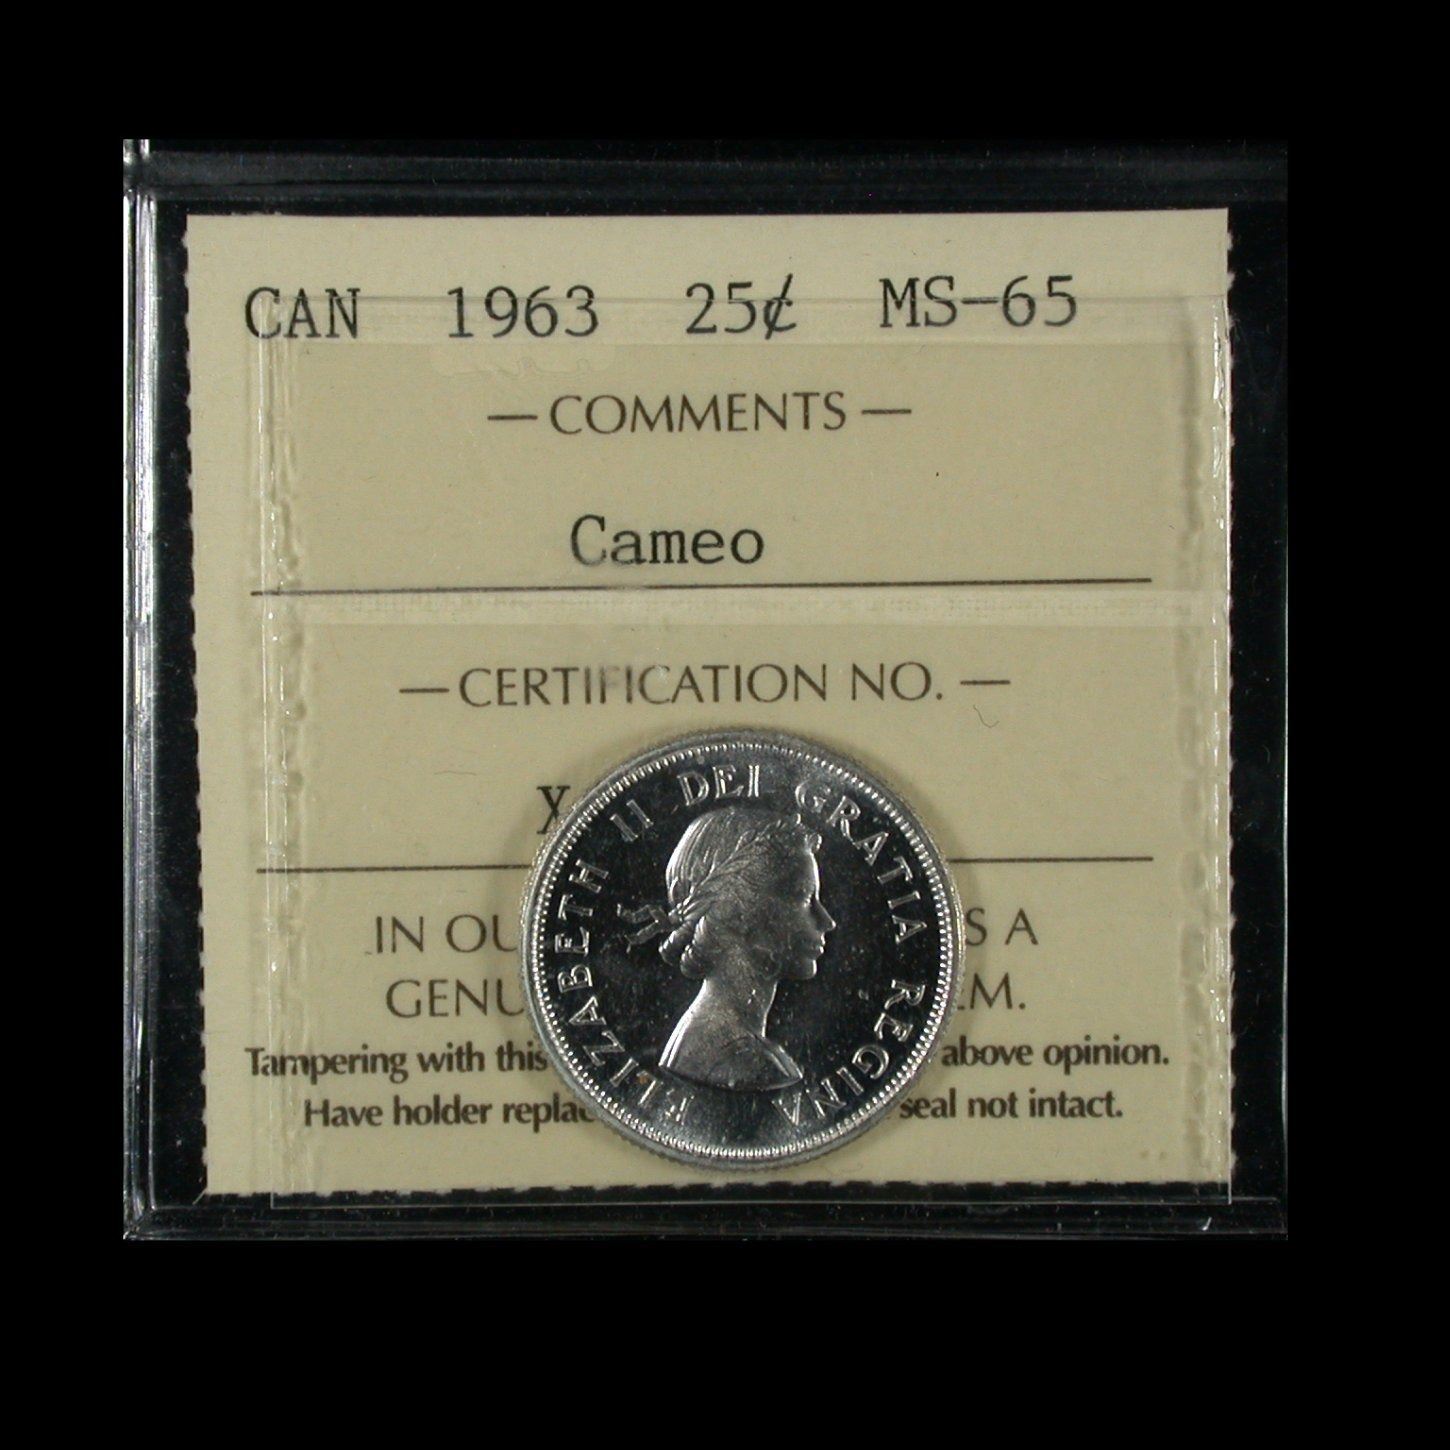 CAN 1963 25¢ MS-65
— COMMENTS —
Cameo
— CERTIFICATION NO. —
X
IN OU S A
GENU EM.
Tampering with this above opinion.
Have holder replac seal not intact.
ELIZABETH II DEI GRATIA REGINA